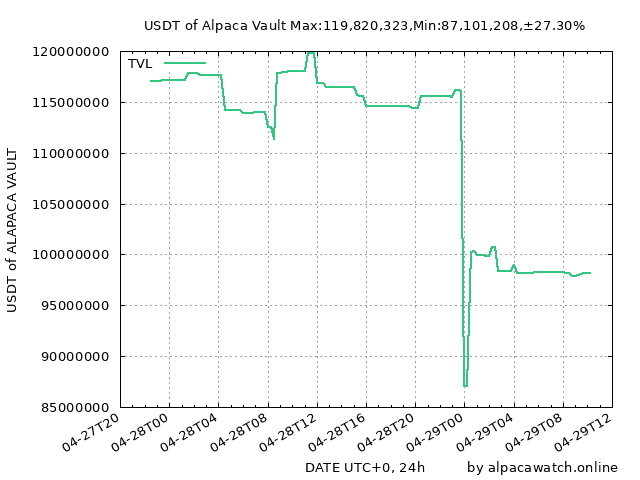 USDT of Alpaca Vault Max:119,820,323,Min:87,101,208,±27.30%
TVL
120000000
115000000
110000000
105000000
100000000
95000000
90000000
85000000
USDT of ALAPACA VAULT
04-27T20
04-28T00
04-28T04
04-28T08
04-28T12
04-28T16
04-28T20
04-29T00
04-29T04
04-29T08
04-29T12
DATE UTC+0, 24h
by alpacawatch.online